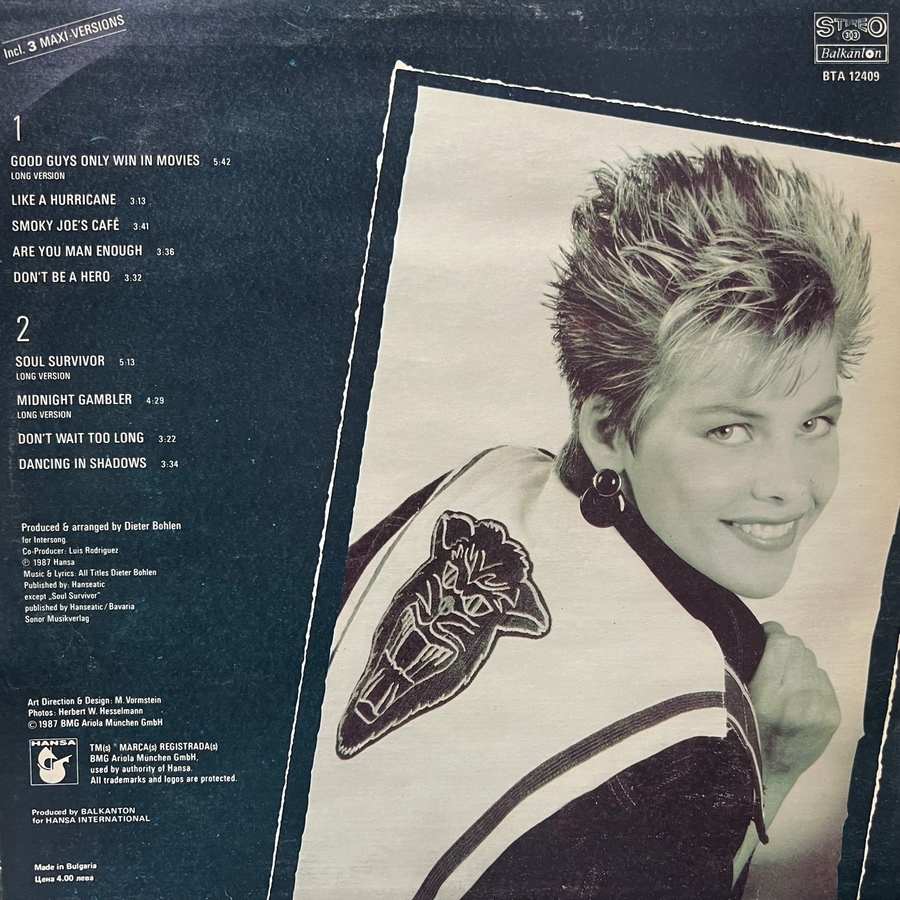 Incl. 3 MAXI-VERSIONS
STEREO
33
Balkanton
BTA 12409
1
GOOD GUYS ONLY WIN IN MOVIES 5:42
LONG VERSION
LIKE A HURRICANE 3:13
SMOKY JOE'S CAFÉ 3:41
ARE YOU MAN ENOUGH 3:36
DON'T BE A HERO 3:32
2
SOUL SURVIVOR 5:13
LONG VERSION
MIDNIGHT GAMBLER 4:29
LONG VERSION
DON'T WAIT TOO LONG 3:22
DANCING IN SHADOWS 3:34
Produced & arranged by Dieter Bohlen
for Intersong.
Co-Producer: Luis Rodriguez
℗ 1987 Hansa
Music & Lyrics: All Titles Dieter Bohlen
Published by: Hanseatic
except „Soul Survivor"
published by Hanseatic/Bavaria
Sonor Musikverlag
Art Direction & Design: M. Vormstein
Photos: Herbert W. Hesselmann
© 1987 BMG Ariola München GmbH
HANSA
TM(s) ® MARCA(s) REGISTRADA(s)
BMG Ariola München GmbH,
used by authority of Hansa.
All trademarks and logos are protected.
Produced by BALKANTON
for HANSA INTERNATIONAL
Made in Bulgaria
Цена 4.00 лева